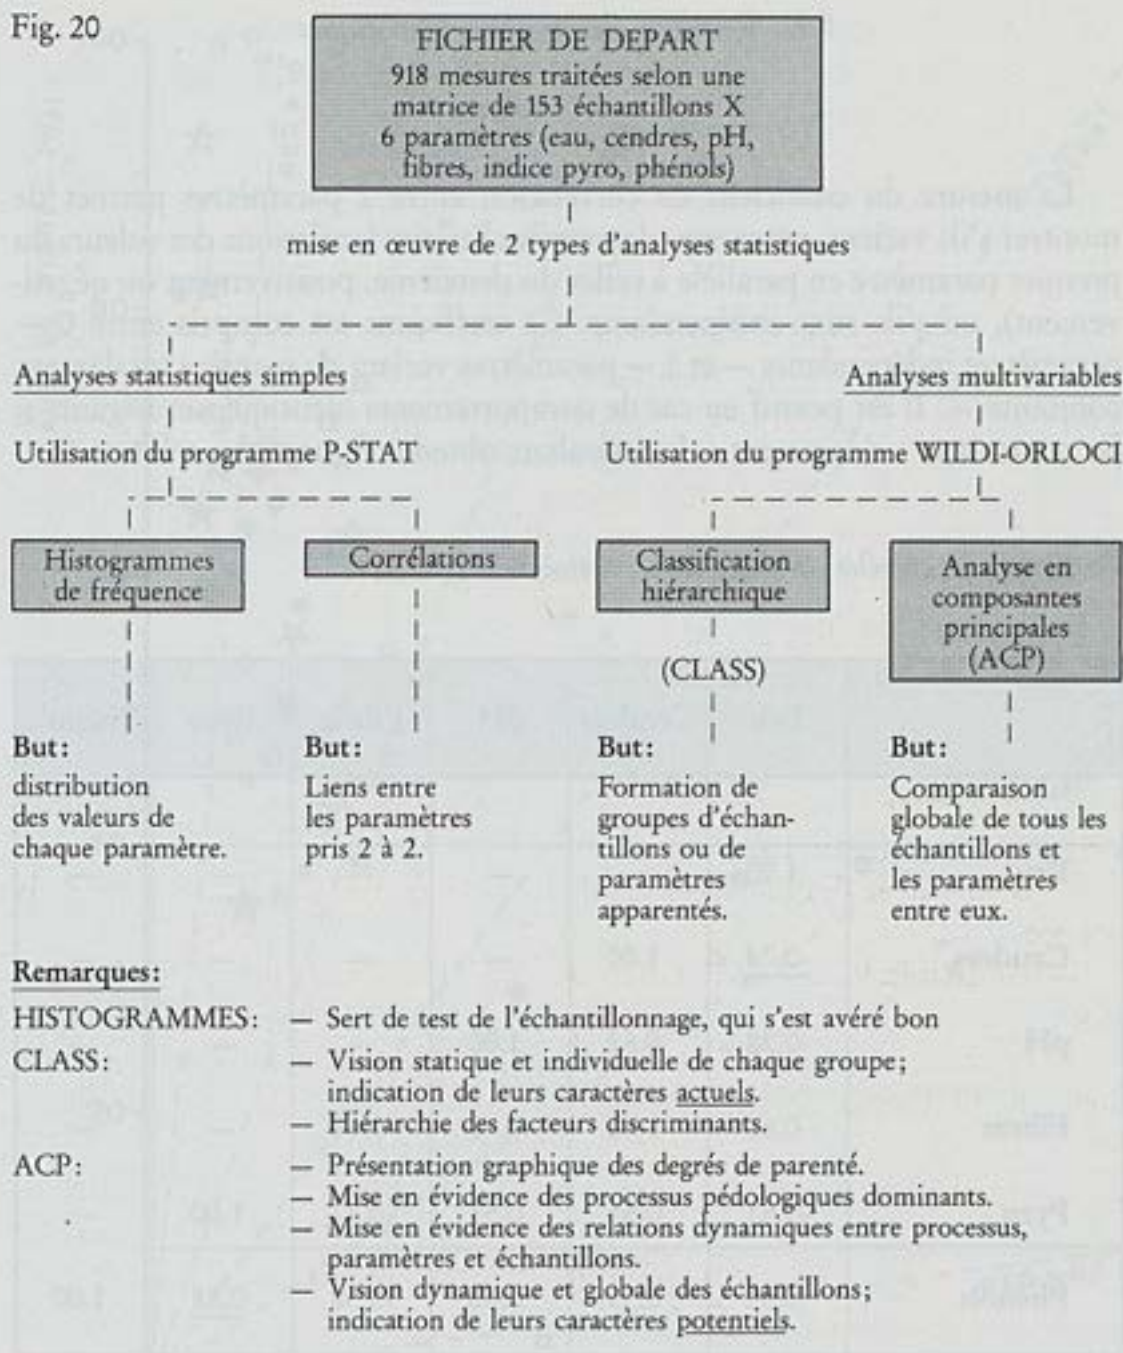 Fig. 20
FICHIER DE DEPART
918 mesures traitées selon une
matrice de 153 échantillons X
6 paramètres (eau, cendres, pH,
fibres, indice pyro, phénols)
mise en œuvre de 2 types d'analyses statistiques
Analyses statistiques simples
Analyses multivariables
Utilisation du programme P-STAT
Utilisation du programme WILDI-ORLOCI
Histogrammes
de fréquence
Corrélations
Classification
hiérarchique
(CLASS)
Analyse en
composantes
principales
(ACP)
But:
distribution
des valeurs de
chaque paramètre.
But:
Liens entre
les paramètres
pris 2 à 2.
But:
Formation de
groupes d'échan-
tillons ou de
paramètres
apparentés.
But:
Comparaison
globale de tous les
échantillons et
les paramètres
entre eux.
Remarques:
HISTOGRAMMES: — Sert de test de l'échantillonnage, qui s'est avéré bon
CLASS: — Vision statique et individuelle de chaque groupe;
indication de leurs caractères actuels.
— Hiérarchie des facteurs discriminants.
ACP: — Présentation graphique des degrés de parenté.
— Mise en évidence des processus pédologiques dominants.
— Mise en évidence des relations dynamiques entre processus,
paramètres et échantillons.
— Vision dynamique et globale des échantillons;
indication de leurs caractères potentiels.